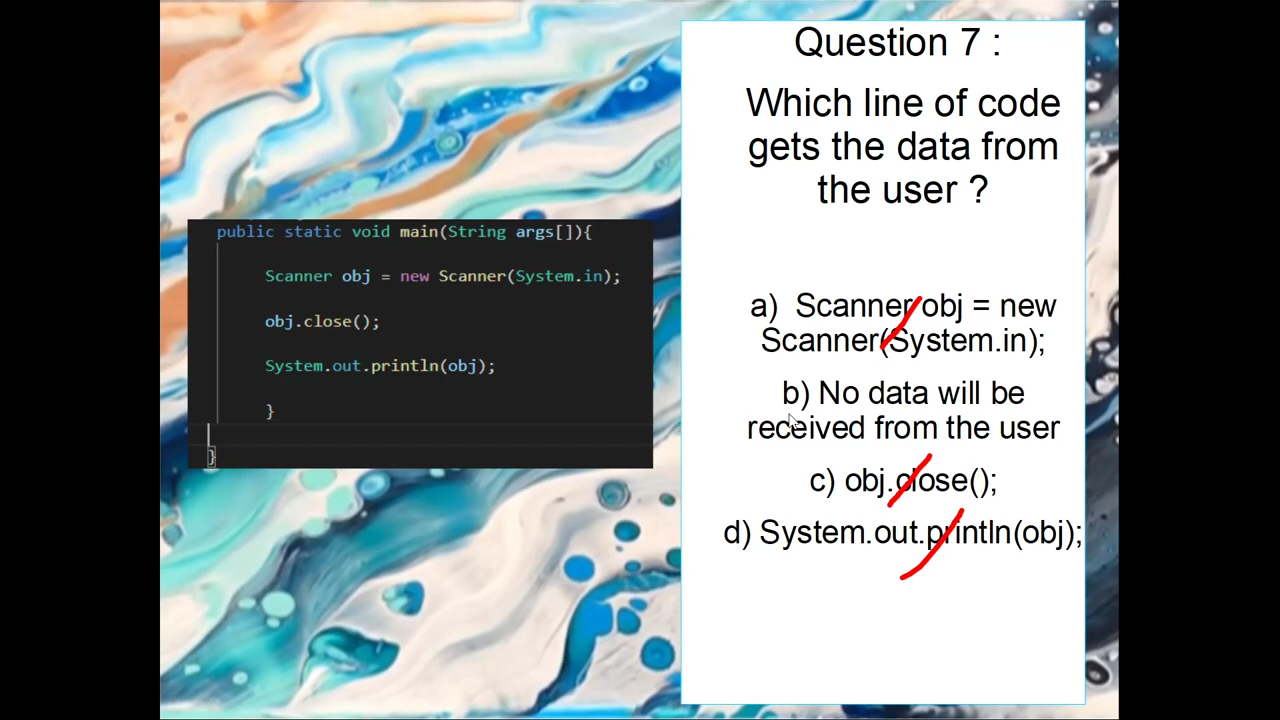 public static void main(String args[]){
Scanner obj = new Scanner(System.in);
obj.close();
System.out.println(obj);
}
}
Question 7 :
Which line of code
gets the data from
the user ?
a) Scanner obj = new
Scanner(System.in);
b) No data will be
received from the user
c) obj.close();
d) System.out.println(obj);